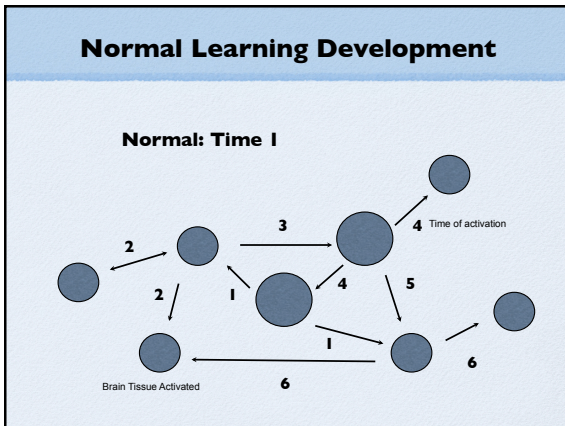 Normal Learning Development
Normal: Time 1
4
Time of activation
3
2
2
1
4
5
1
6
6
Brain Tissue Activated